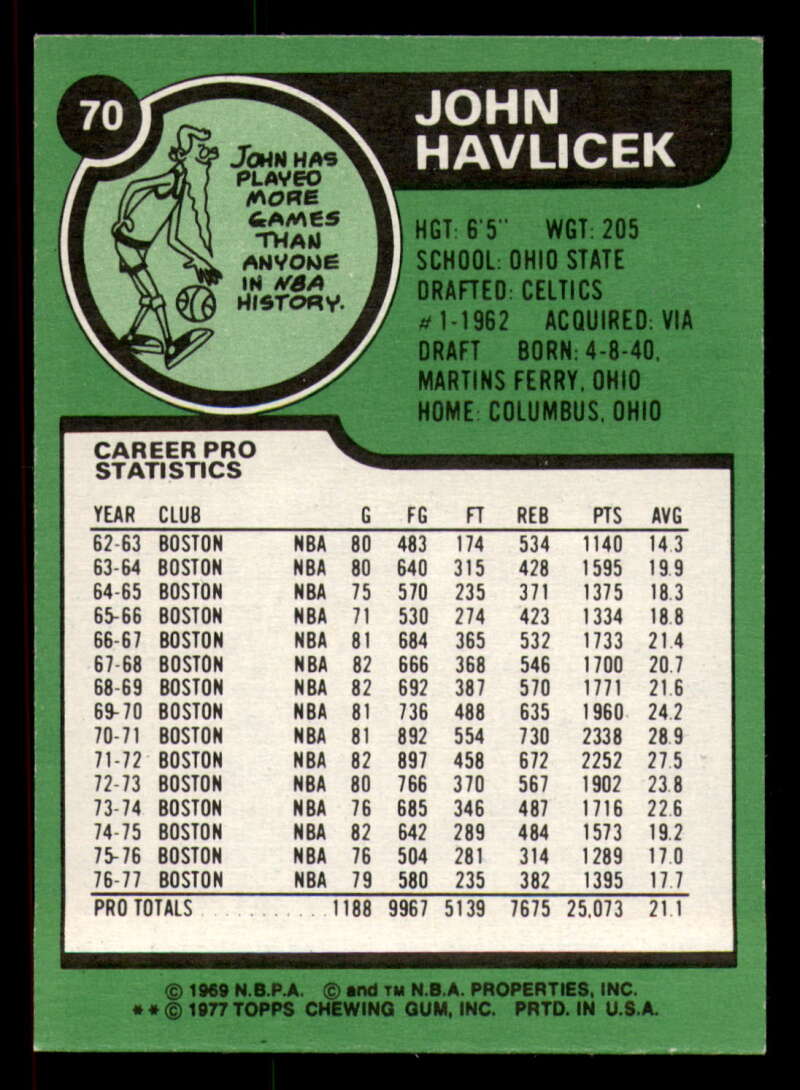 70
JOHN
HAVLICEK
JOHN HAS
PLAYED
MORE
GAMES
THAN
ANYONE
IN NBA
HISTORY.
HGT: 6'5" WGT: 205
SCHOOL: OHIO STATE
DRAFTED: CELTICS
#1-1962 ACQUIRED: VIA
DRAFT BORN: 4-8-40,
MARTINS FERRY, OHIO
HOME: COLUMBUS, OHIO
CAREER PRO
STATISTICS
YEAR CLUB G FG FT REB PTS AVG
62-63 BOSTON NBA 80 483 174 534 1140 14.3
63-64 BOSTON NBA 80 640 315 428 1595 19.9
64-65 BOSTON NBA 75 570 235 371 1375 18.3
65-66 BOSTON NBA 71 530 274 423 1334 18.8
66-67 BOSTON NBA 81 684 365 532 1733 21.4
67-68 BOSTON NBA 82 666 368 546 1700 20.7
68-69 BOSTON NBA 82 692 387 570 1771 21.6
69-70 BOSTON NBA 81 736 488 635 1960 24.2
70-71 BOSTON NBA 81 892 554 730 2338 28.9
71-72 BOSTON NBA 82 897 458 672 2252 27.5
72-73 BOSTON NBA 80 766 370 567 1902 23.8
73-74 BOSTON NBA 76 685 346 487 1716 22.6
74-75 BOSTON NBA 82 642 289 484 1573 19.2
75-76 BOSTON NBA 76 504 281 314 1289 17.0
76-77 BOSTON NBA 79 580 235 382 1395 17.7
PRO TOTALS . . . . . . . . . . . . 1188 9967 5139 7675 25,073 21.1
© 1969 N.B.P.A. © and TM N.B.A. PROPERTIES, INC.
**© 1977 TOPPS CHEWING GUM, INC. PRTD. IN U.S.A.